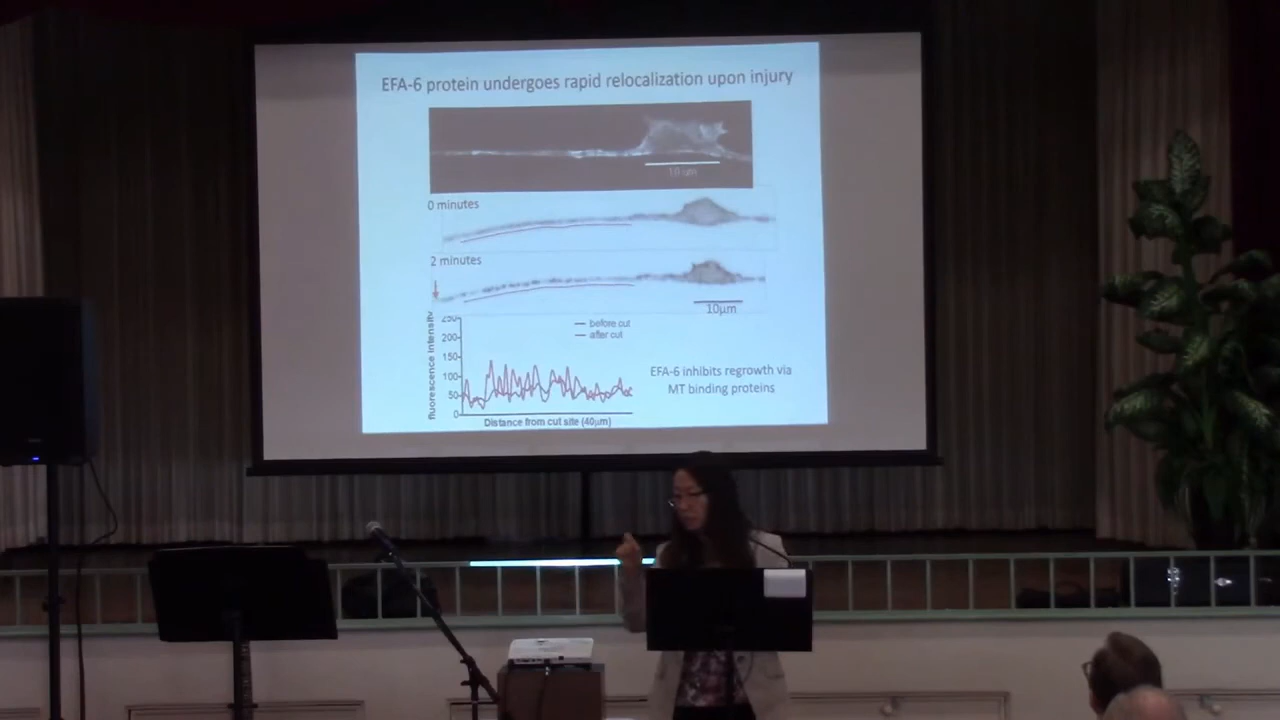 EFA-6 protein undergoes rapid relocalization upon injury
10 um
0 minutes
2 minutes
10μm
fluorescence intensity
250
200
150
100
50
0
before cut
after cut
Distance from cut site (40μm)
EFA-6 inhibits regrowth via
MT binding proteins